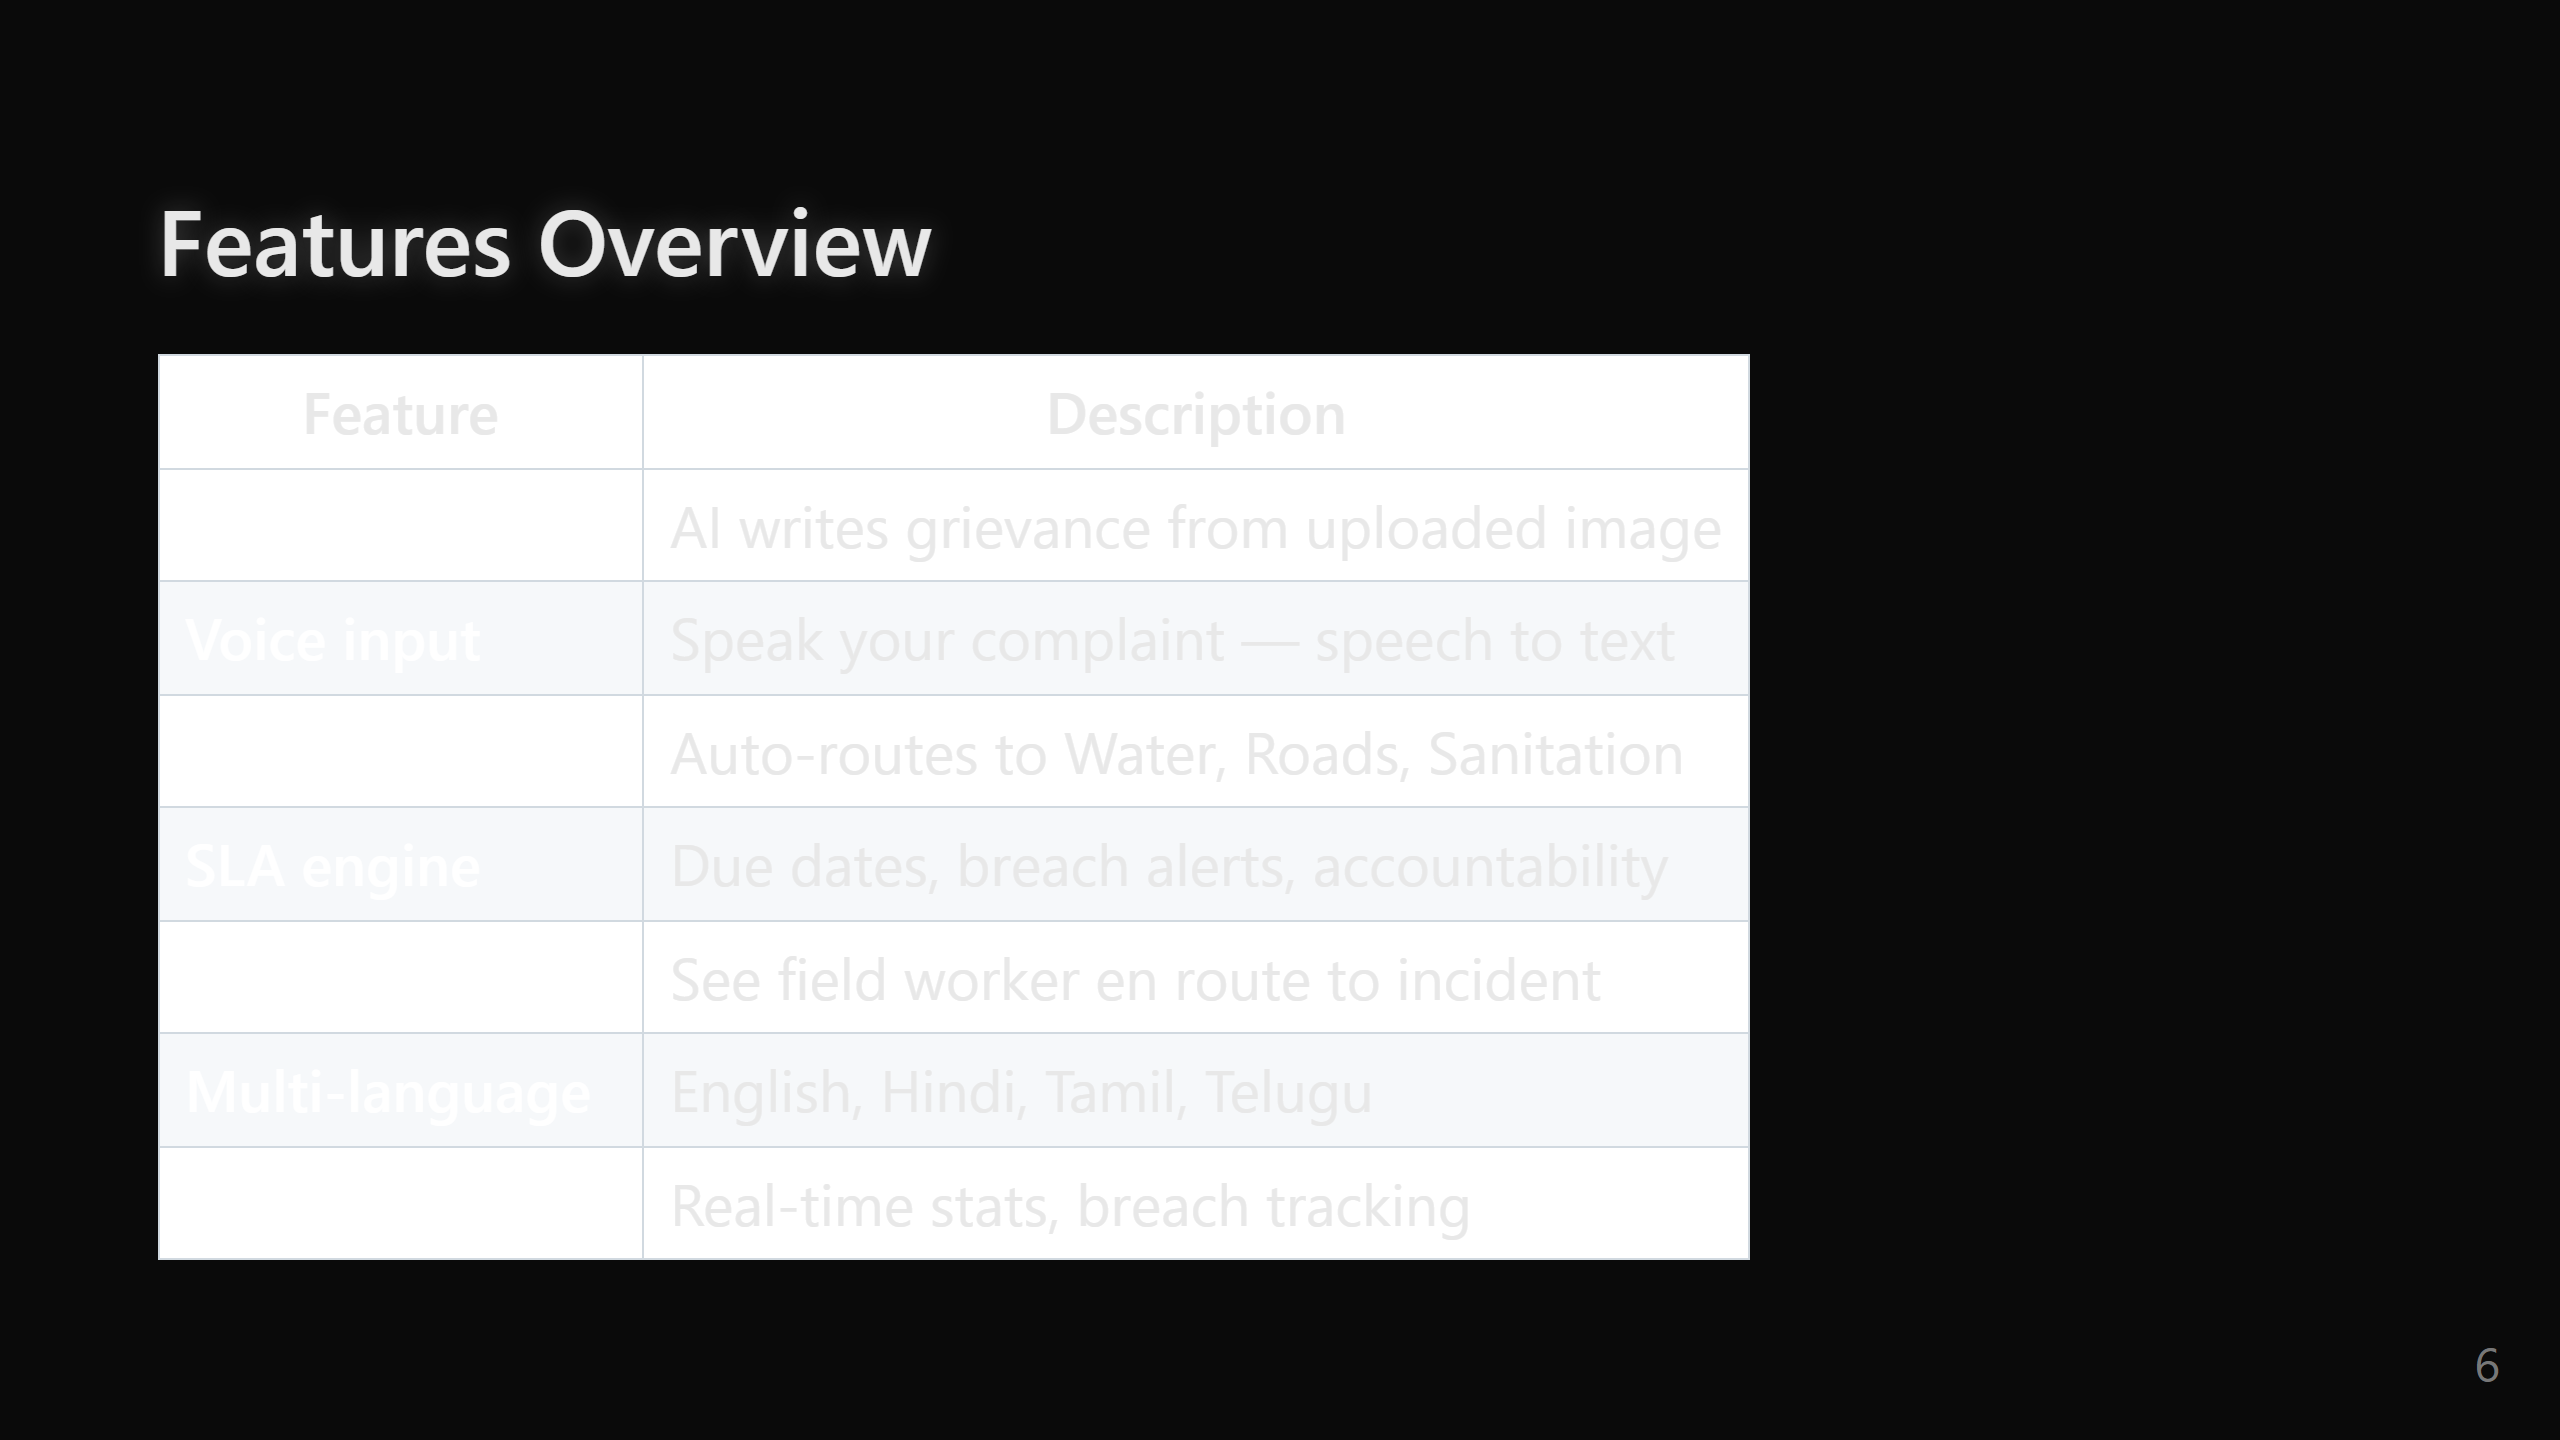 Features Overview
Feature Description
AI writes grievance from uploaded image
Voice input Speak your complaint — speech to text
Auto-routes to Water, Roads, Sanitation
SLA engine Due dates, breach alerts, accountability
See field worker en route to incident
Multi-language English, Hindi, Tamil, Telugu
Real-time stats, breach tracking
6